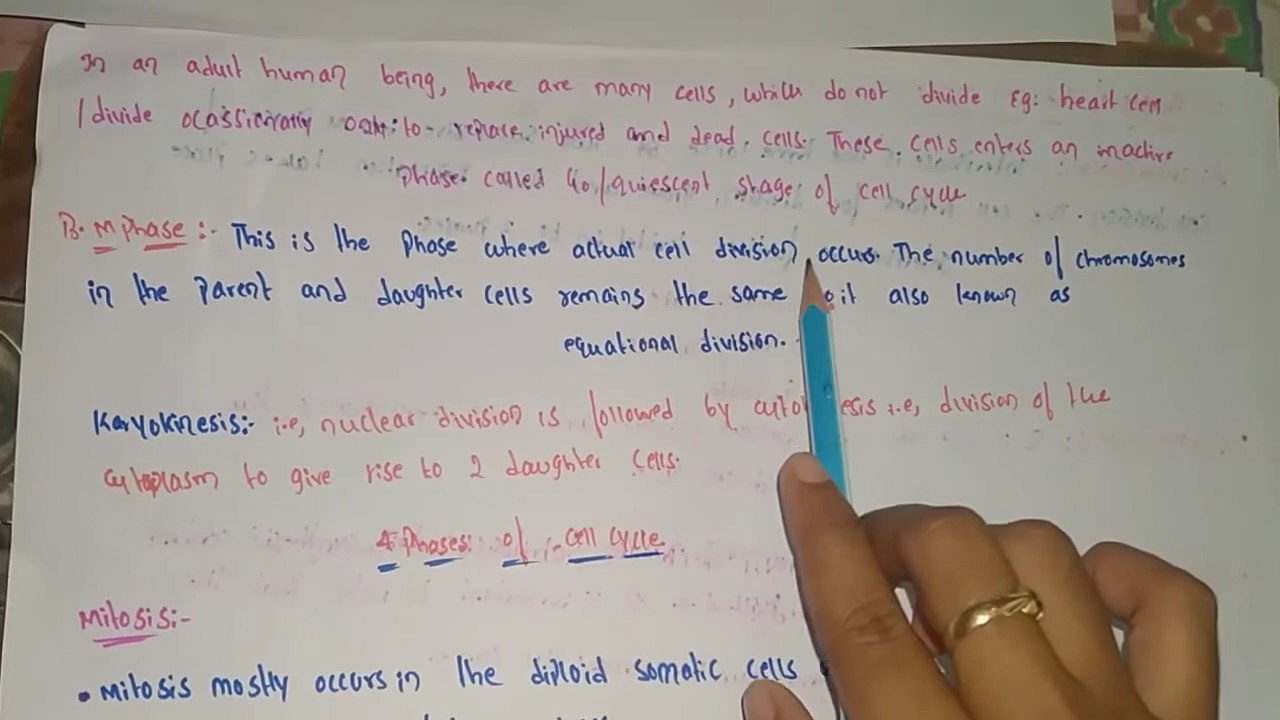 In an adult human being, there are many cells, which do not divide Eg: heart cell
/divide ocassionally only to replace injured and dead cells. These cells enters an inactive
phase called G0/quiescent stage of cell cycle
B. M Phase :- This is the Phase where actual cell division occurs. The number of chromosomes
in the Parent and daughter cells remains the same it also known as
equational division.
Karyokinesis:- i.e, nuclear division is followed by i.e, division of the
cytoplasm to give rise to 2 daughter cells.
4 Phases of cell cycle
Mitosis:-
• Mitosis mostly occurs in the diploid somatic cells